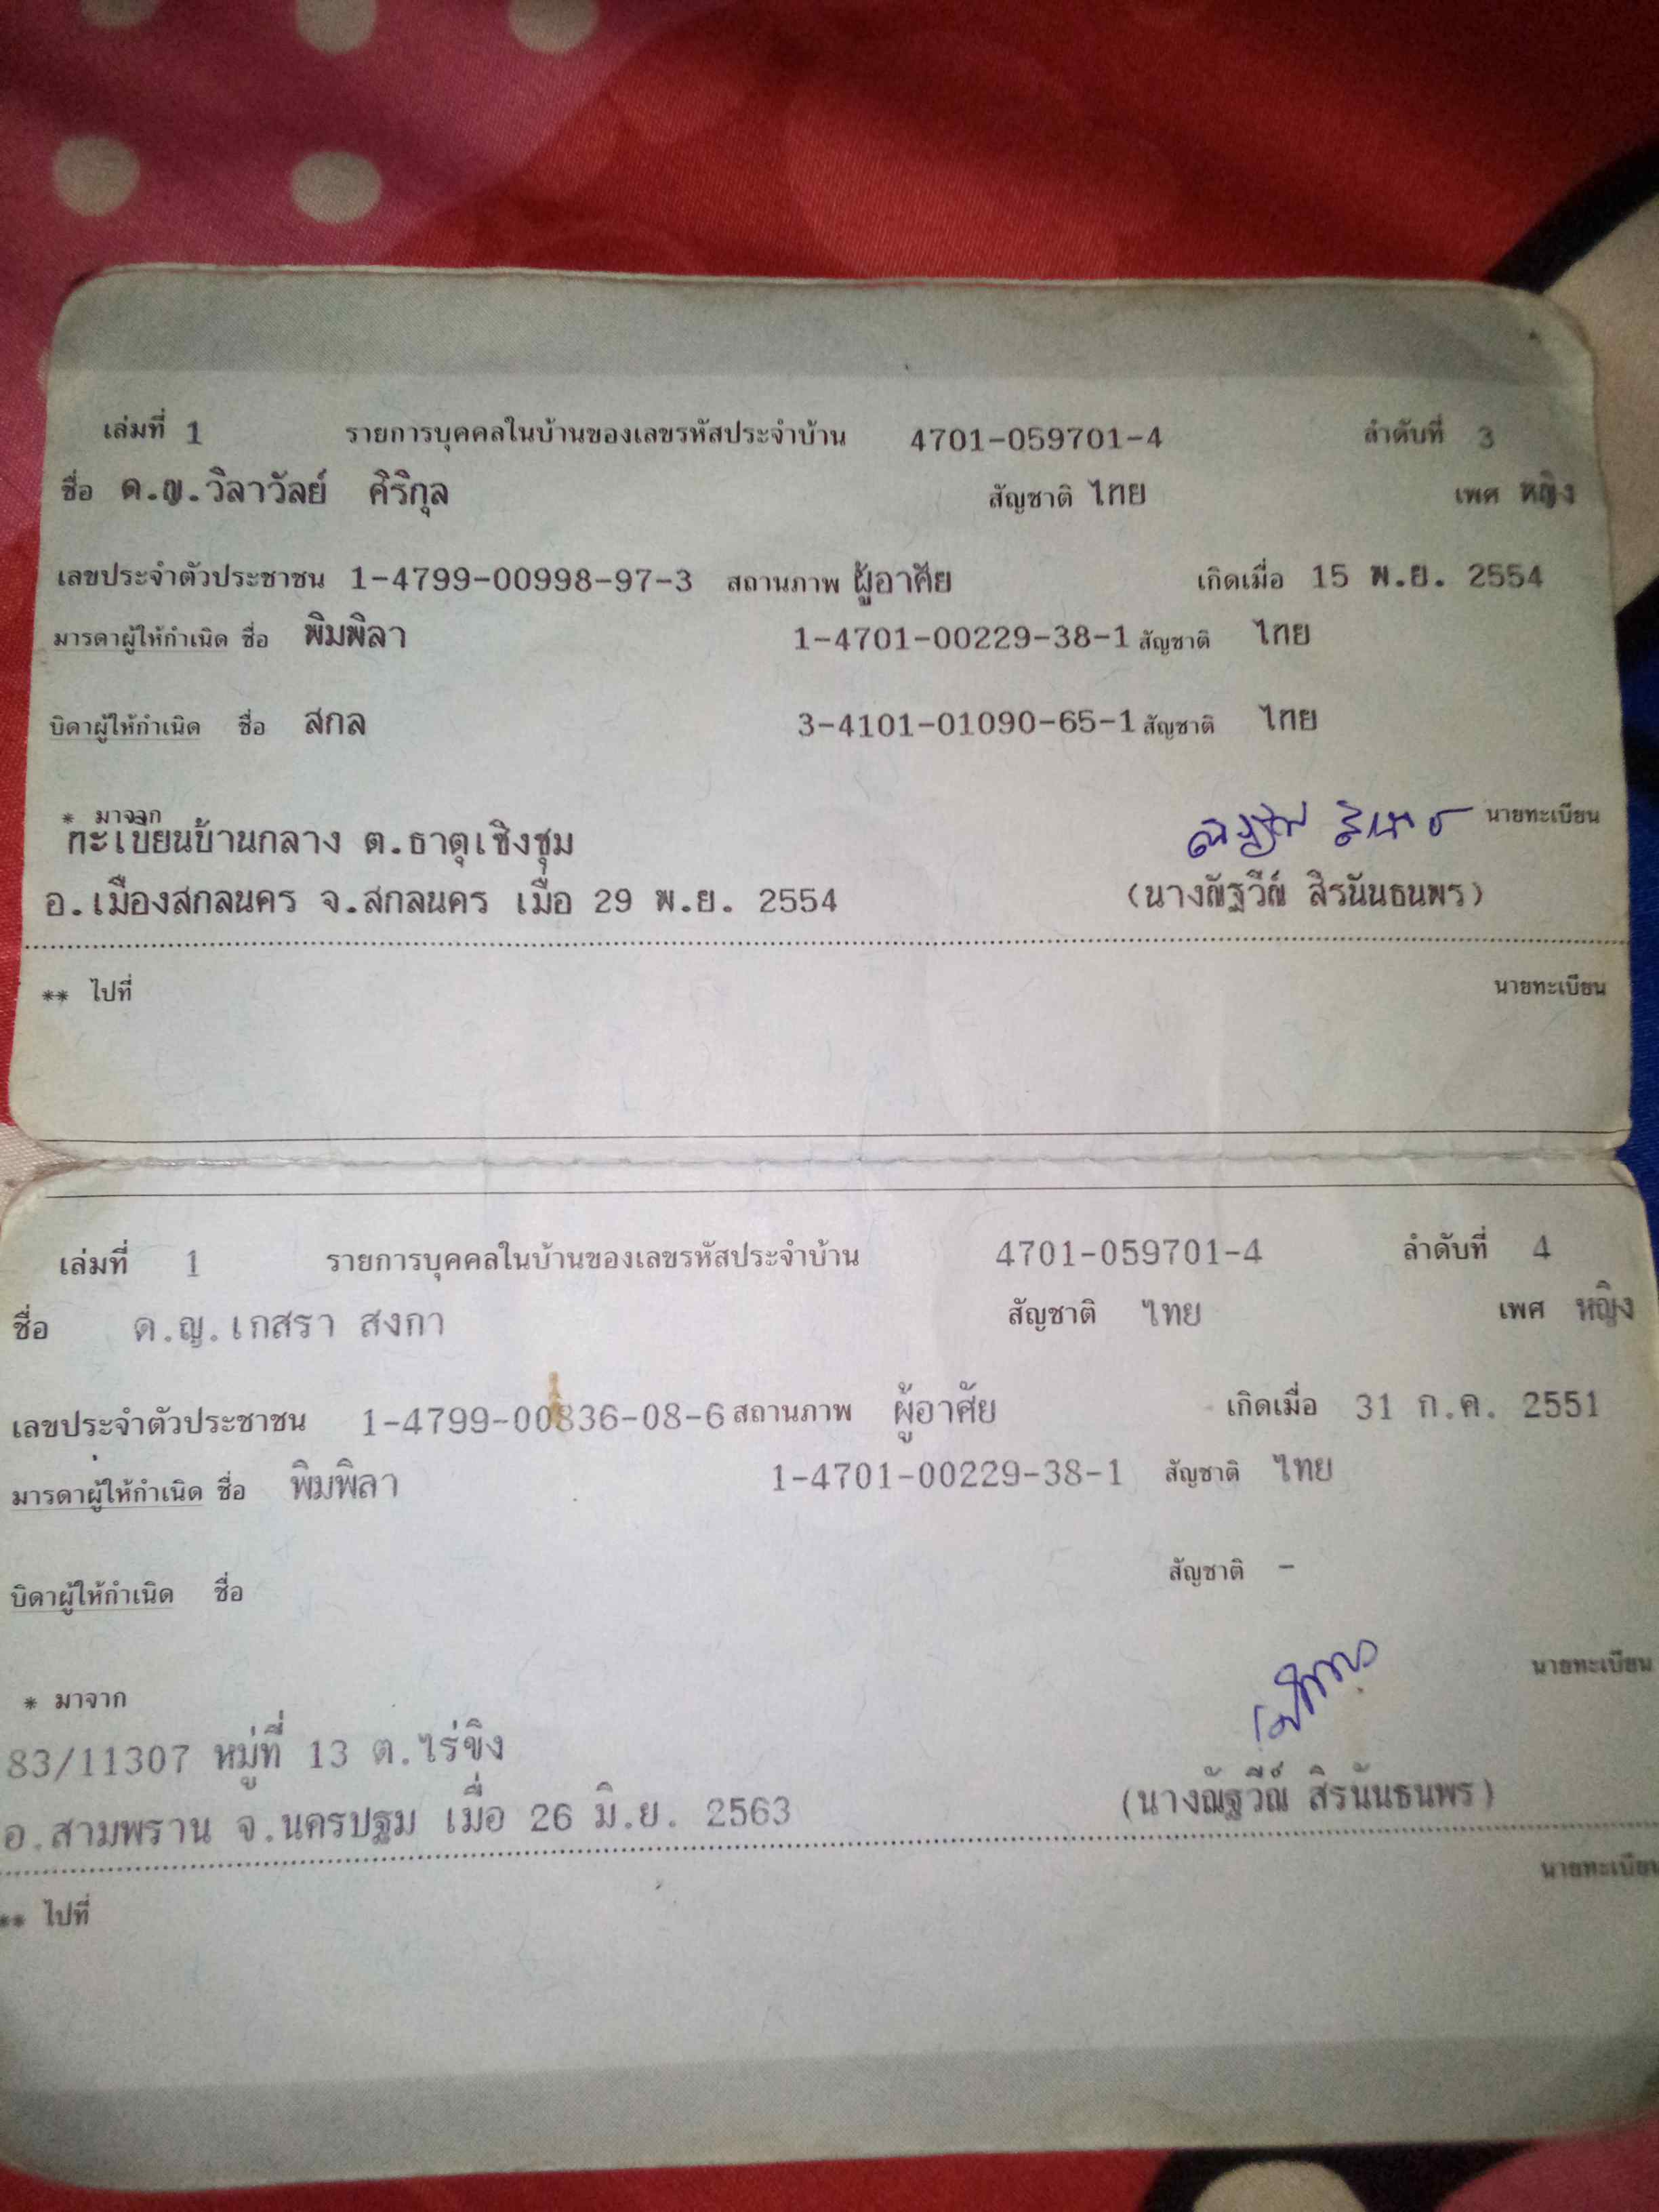 เล่มที่ 1 รายการบุคคลในบ้านของเลขรหัสประจำบ้าน 4701-059701-4 ลำดับที่ 3
ชื่อ ด.ญ.วิลาวัลย์ ศิริกุล สัญชาติ ไทย เพศ หญิง
เลขประจำตัวประชาชน 1-4799-00998-97-3 สถานภาพ ผู้อาศัย เกิดเมื่อ 15 พ.ย. 2554
มารดาผู้ให้กำเนิด ชื่อ พิมพิลา 1-4701-00229-38-1 สัญชาติ ไทย
บิดาผู้ให้กำเนิด ชื่อ สกล 3-4101-01090-65-1 สัญชาติ ไทย
* มาจาก นายทะเบียน
ทะเบียนบ้านกลาง ต.ธาตุเชิงชุม
อ.เมืองสกลนคร จ.สกลนคร เมื่อ 29 พ.ย. 2554 (นางณัฐวีณ์ สิรนันธนพร)
** ไปที่ นายทะเบียน
เล่มที่ 1 รายการบุคคลในบ้านของเลขรหัสประจำบ้าน 4701-059701-4 ลำดับที่ 4
ชื่อ ด.ญ.เกสรา สงกา สัญชาติ ไทย เพศ หญิง
เลขประจำตัวประชาชน 1-4799-00836-08-6 สถานภาพ ผู้อาศัย เกิดเมื่อ 31 ก.ค. 2551
มารดาผู้ให้กำเนิด ชื่อ พิมพิลา 1-4701-00229-38-1 สัญชาติ ไทย
บิดาผู้ให้กำเนิด ชื่อ สัญชาติ -
* มาจาก นายทะเบียน
83/11307 หมู่ที่ 13 ต.ไร่ขิง
อ.สามพราน จ.นครปฐม เมื่อ 26 มิ.ย. 2563 (นางณัฐวีณ์ สิรนันธนพร)
** ไปที่ นายทะเบียน